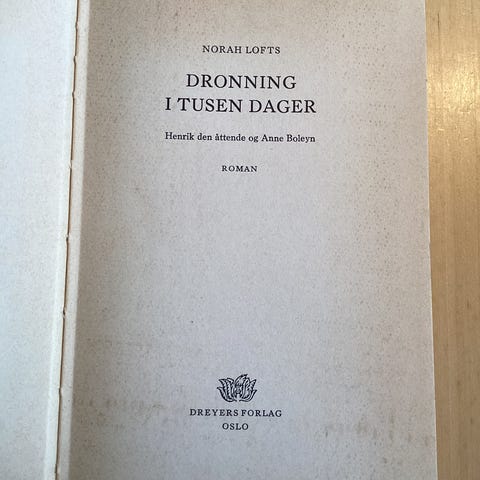 NORAH LOFTS
DRONNING
I TUSEN DAGER
Henrik den åttende og Anne Boleyn
ROMAN
DREYERS FORLAG
OSLO